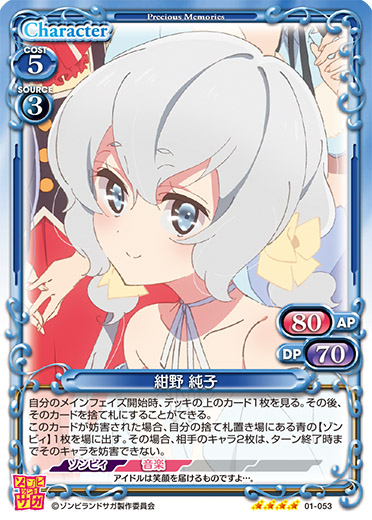 Precious Memories
Character
COST
5
SOURCE
3
80 AP
DP 70
紺野 純子
自分のメインフェイズ開始時、デッキの上のカード1枚を見る。その後、
そのカードを捨て札にすることができる。
このカードが妨害された場合、自分の捨て札置き場にある青の【ゾン
ビィ】1枚を場に出す。その場合、相手のキャラ2枚は、ターン終了時ま
でそのキャラを妨害できない。
ゾンビィ 音楽
アイドルは笑顔を届けるものですよ…。
ゾンビ
ランド
サガ
©ゾンビランドサガ製作委員会
★★★★ 01-053